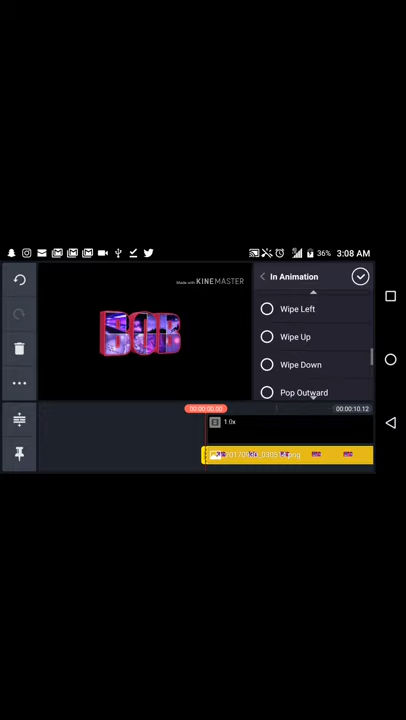 36% 3:08 AM
Made with KINEMASTER
In Animation
Wipe Left
Wipe Up
Wipe Down
Pop Outward
00:00:00.00
00:00:10.12
1.0x